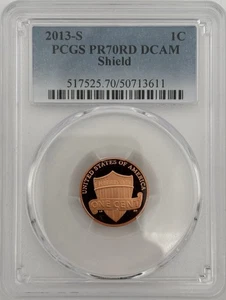 2013-S 1C
PCGS PR70RD DCAM
Shield
517525.70/50713611
UNITED STATES OF AMERICA
ONE CENT